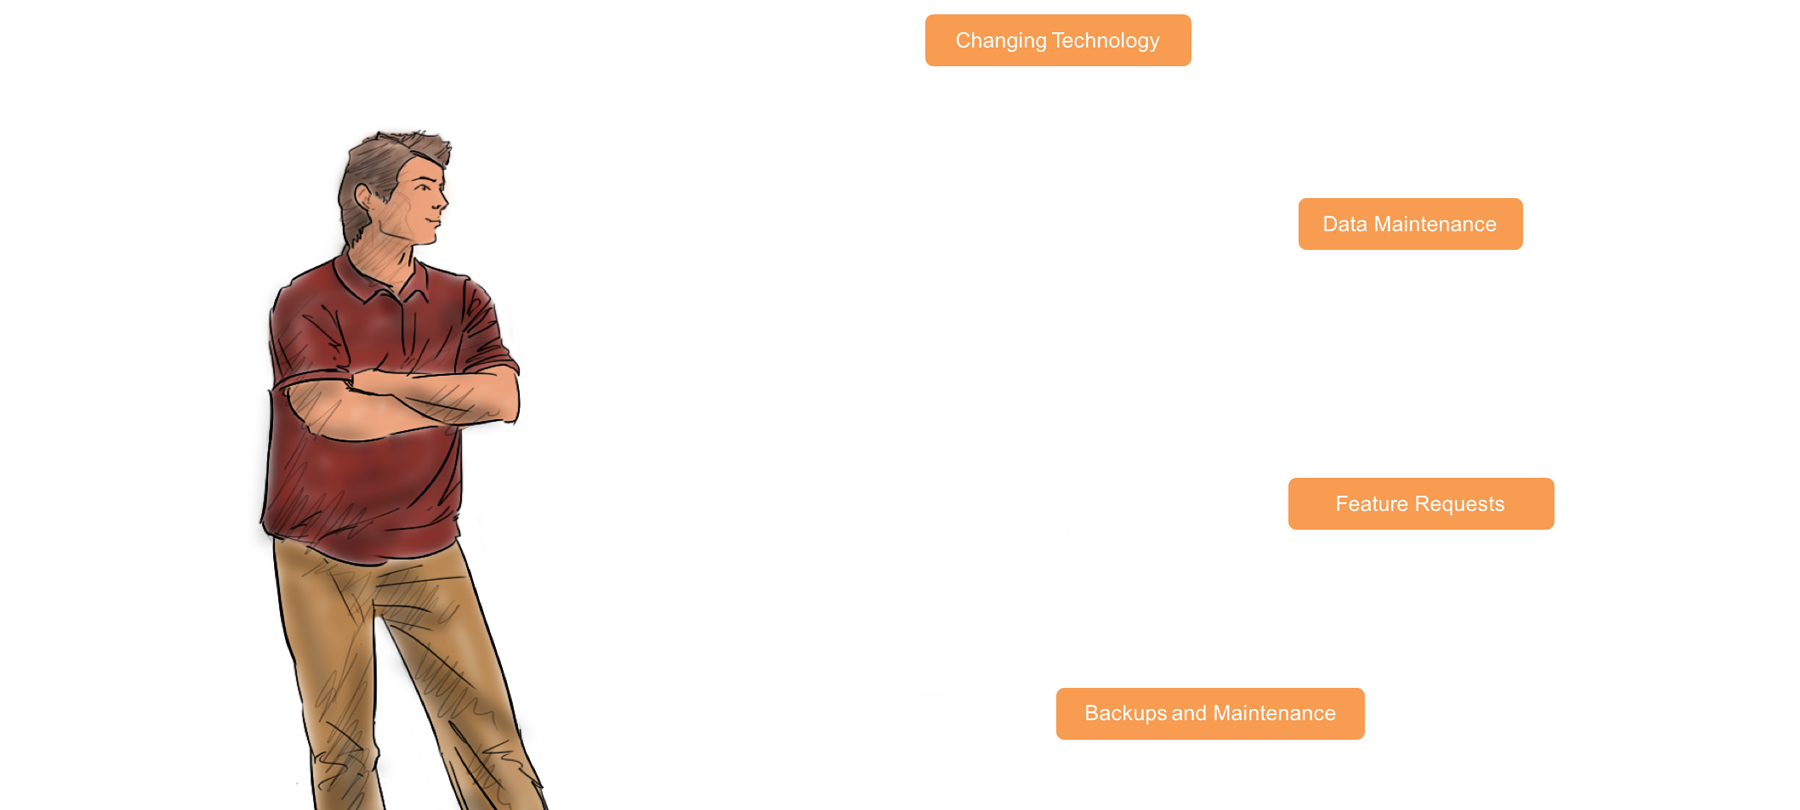 Changing Technology
Data Maintenance
Feature Requests
Backups and Maintenance